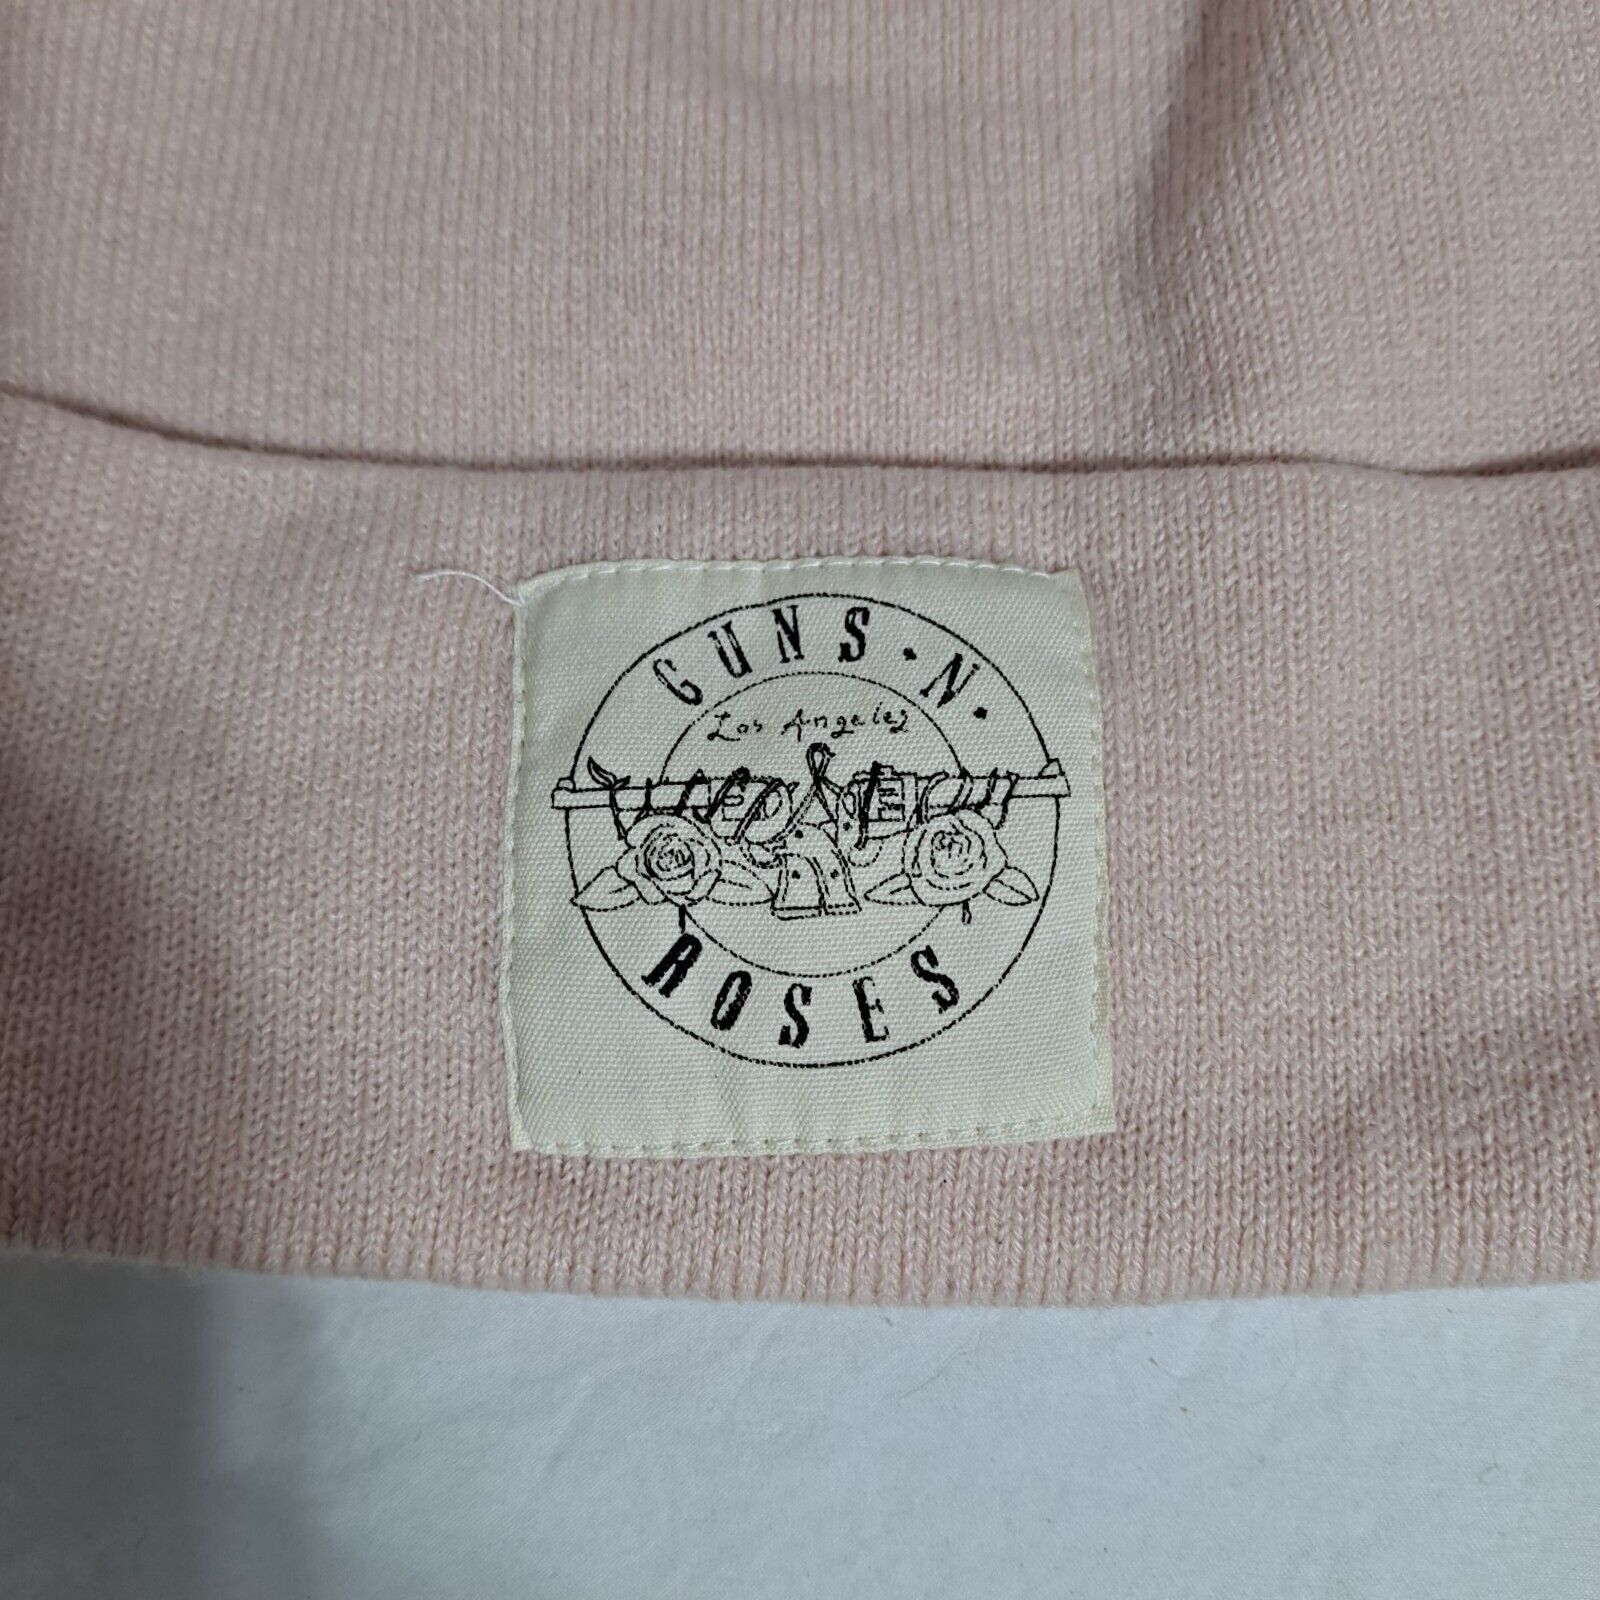 GUNS · N ·
Los Angeles
ROSES